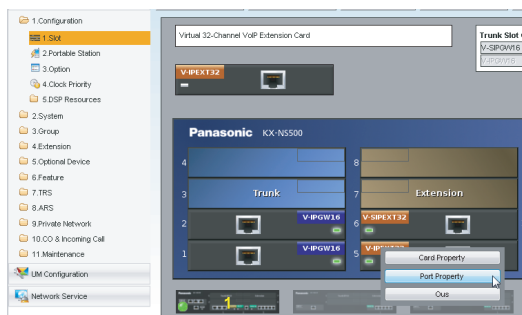 1.Configuration
1.Slot
2.Portable Station
3.Option
4.Clock Priority
5.DSP Resources
2.System
3.Group
4.Extension
5.Optional Device
6.Feature
7.TRS
8.ARS
9.Private Network
10.CO & Incoming Call
11.Maintenance
UM Configuration
Network Service
Virtual 32-Channel VoIP Extension Card
Trunk Slot
V-SIPGW16
V-IPGW16
V-IPEXT32
Panasonic KX-NS500
4
8
3
Trunk
7
Extension
2
V-IPGW16
6
V-SIPEXT32
1
V-IPGW16
5
Card Property
Port Property
Ous
1